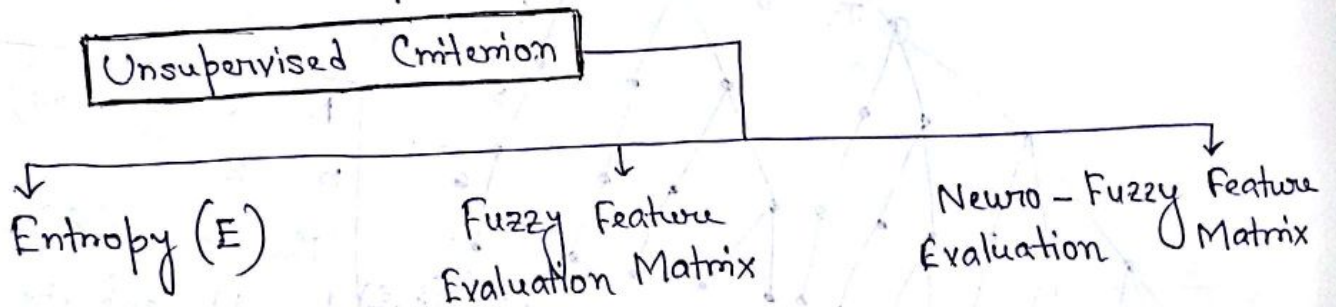 Unsupervised Criterion
Entropy (E)
Fuzzy Feature
Evaluation Matrix
Neuro-Fuzzy Feature
Evaluation Matrix